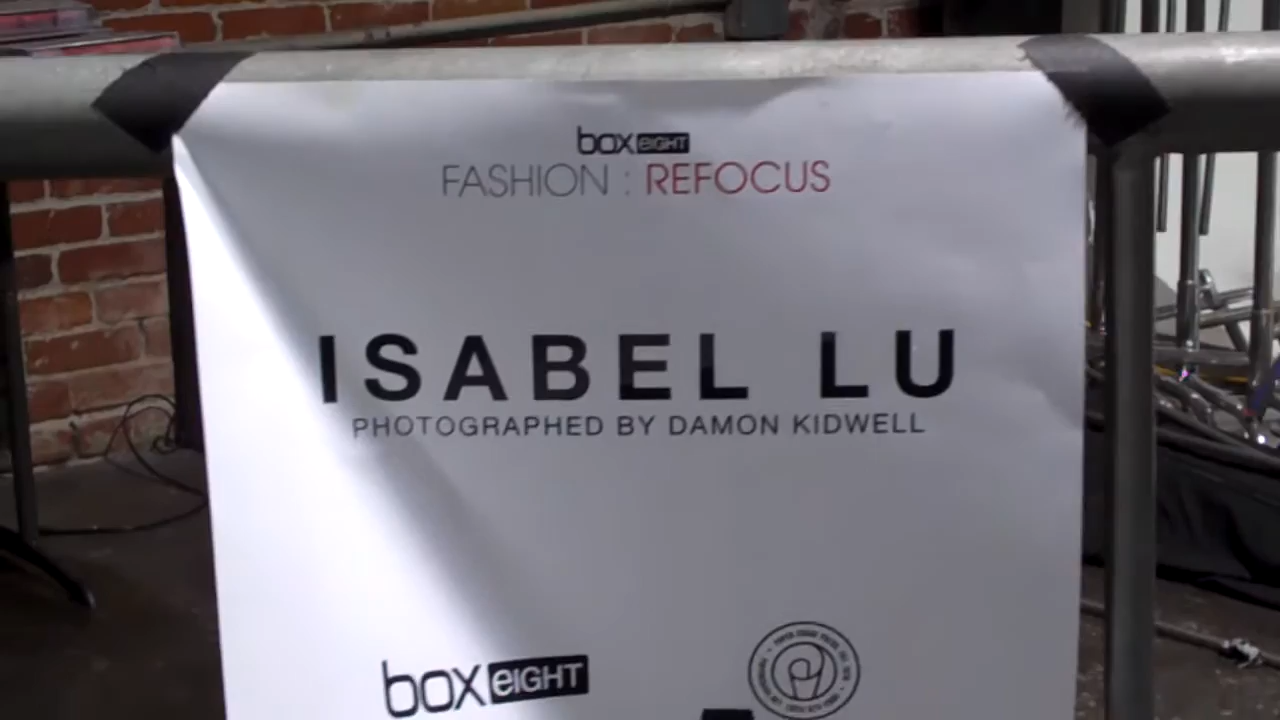 box eIGHT
FASHION : REFOCUS
ISABEL LU
PHOTOGRAPHED BY DAMON KIDWELL
box eIGHT